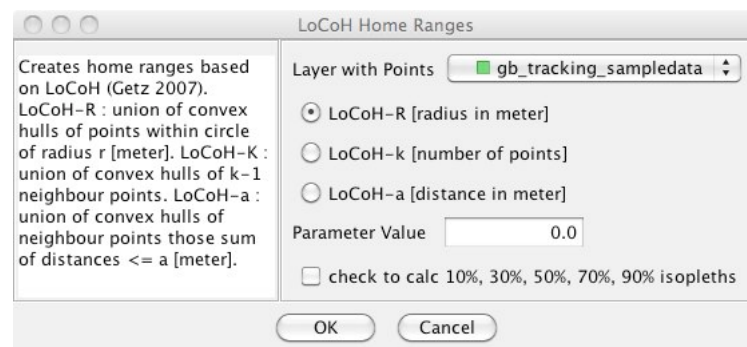 LoCoH Home Ranges
Creates home ranges based
on LoCoH (Getz 2007).
LoCoH-R : union of convex
hulls of points within circle
of radius r [meter]. LoCoH-K :
union of convex hulls of k-1
neighbour points. LoCoH-a :
union of convex hulls of
neighbour points those sum
of distances <= a [meter].
Layer with Points gb_tracking_sampledata
LoCoH-R [radius in meter]
LoCoH-k [number of points]
LoCoH-a [distance in meter]
Parameter Value 0.0
check to calc 10%, 30%, 50%, 70%, 90% isopleths
OK Cancel